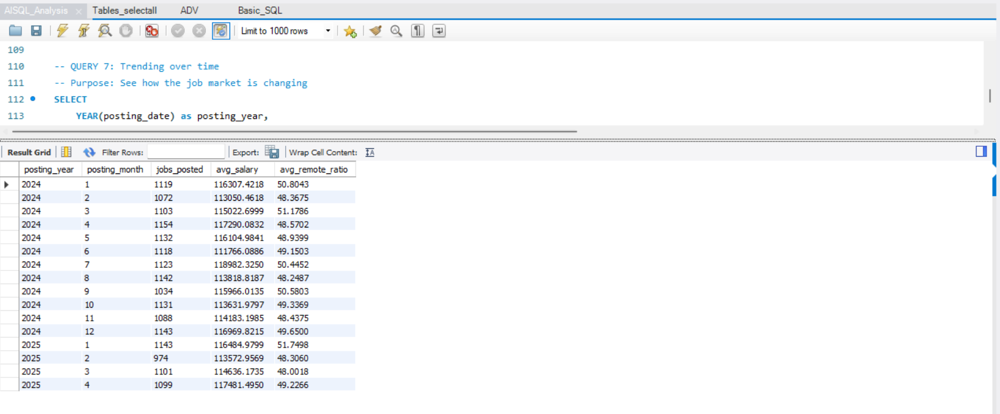 AISQL_Analysis Tables_selectall ADV Basic_SQL
Limit to 1000 rows
109
110 -- QUERY 7: Trending over time
111 -- Purpose: See how the job market is changing
112 SELECT
113 YEAR(posting_date) as posting_year,
Result Grid Filter Rows: Export: Wrap Cell Content:
posting_year posting_month jobs_posted avg_salary avg_remote_ratio
2024 1 1119 116307.4218 50.8043
2024 2 1072 113050.4618 48.3675
2024 3 1103 115022.6999 51.1786
2024 4 1154 117290.0832 48.5702
2024 5 1132 116104.9841 48.9399
2024 6 1118 111766.0886 49.1503
2024 7 1123 118982.3250 50.4452
2024 8 1142 113818.8187 48.2487
2024 9 1034 115966.0135 50.5803
2024 10 1131 113631.9797 49.3369
2024 11 1088 114183.1985 48.4375
2024 12 1143 116969.8215 49.6500
2025 1 1143 116484.9799 51.7498
2025 2 974 113572.9569 48.3060
2025 3 1101 114636.1735 48.0018
2025 4 1099 117481.4950 49.2266